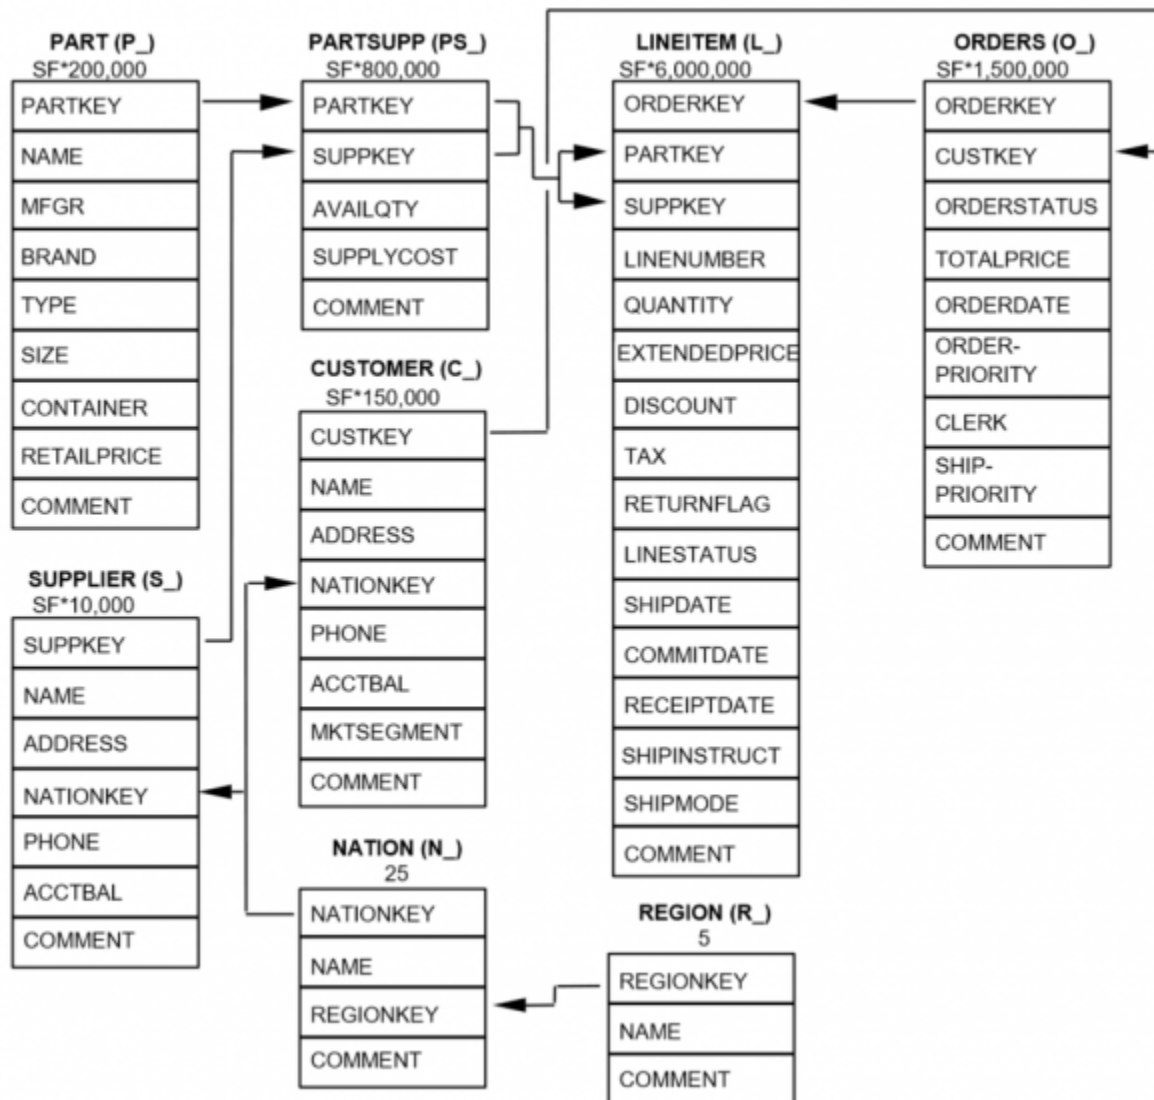 PART (P_)
SF*200,000
PARTKEY
NAME
MFGR
BRAND
TYPE
SIZE
CONTAINER
RETAILPRICE
COMMENT
SUPPLIER (S_)
SF*10,000
SUPPKEY
NAME
ADDRESS
NATIONKEY
PHONE
ACCTBAL
COMMENT
PARTSUPP (PS_)
SF*800,000
PARTKEY
SUPPKEY
AVAILQTY
SUPPLYCOST
COMMENT
CUSTOMER (C_)
SF*150,000
CUSTKEY
NAME
ADDRESS
NATIONKEY
PHONE
ACCTBAL
MKTSEGMENT
COMMENT
NATION (N_)
25
NATIONKEY
NAME
REGIONKEY
COMMENT
LINEITEM (L_)
SF*6,000,000
ORDERKEY
PARTKEY
SUPPKEY
LINENUMBER
QUANTITY
EXTENDEDPRICE
DISCOUNT
TAX
RETURNFLAG
LINESTATUS
SHIPDATE
COMMITDATE
RECEIPTDATE
SHIPINSTRUCT
SHIPMODE
COMMENT
REGION (R_)
5
REGIONKEY
NAME
COMMENT
ORDERS (O_)
SF*1,500,000
ORDERKEY
CUSTKEY
ORDERSTATUS
TOTALPRICE
ORDERDATE
ORDER-
PRIORITY
CLERK
SHIP-
PRIORITY
COMMENT